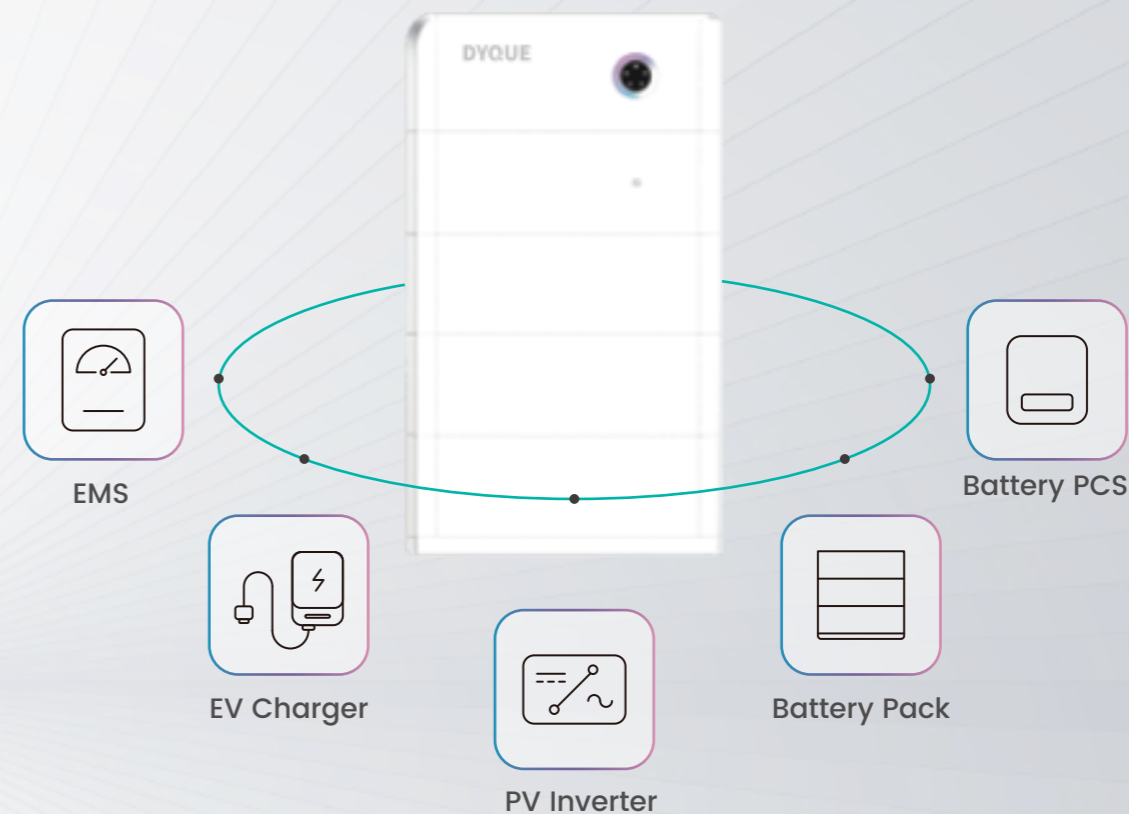 DYQUE
EMS
Battery PCS
EV Charger
Battery Pack
PV Inverter